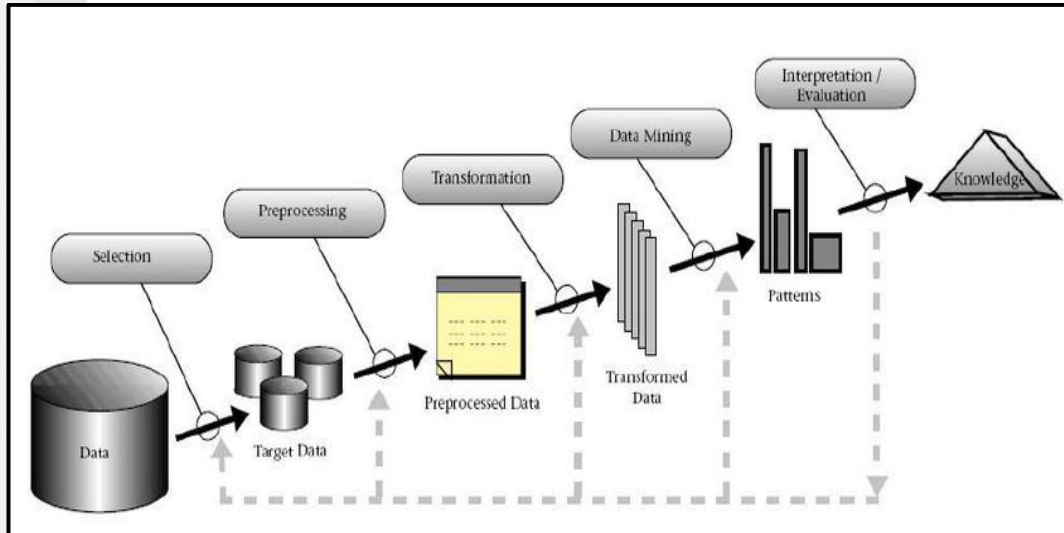 Interpretation /
Evaluation
Data Mining
Knowledge
Transformation
Preprocessing
Patterns
Selection
Transformed
Data
Preprocessed Data
Target Data
Data